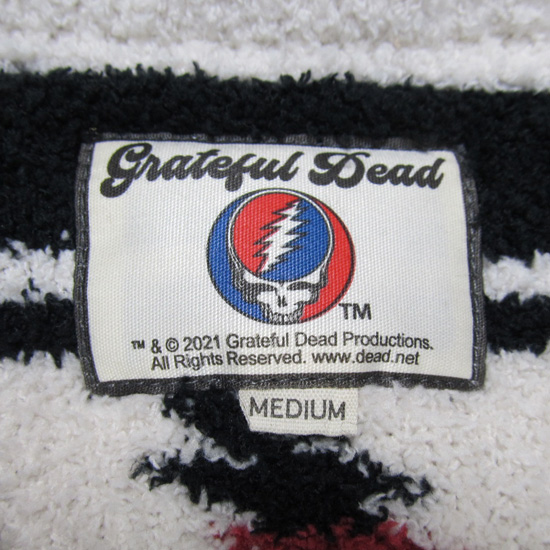 Grateful Dead
TM
™ & © 2021 Grateful Dead Productions.
All Rights Reserved. www.dead.net
MEDIUM